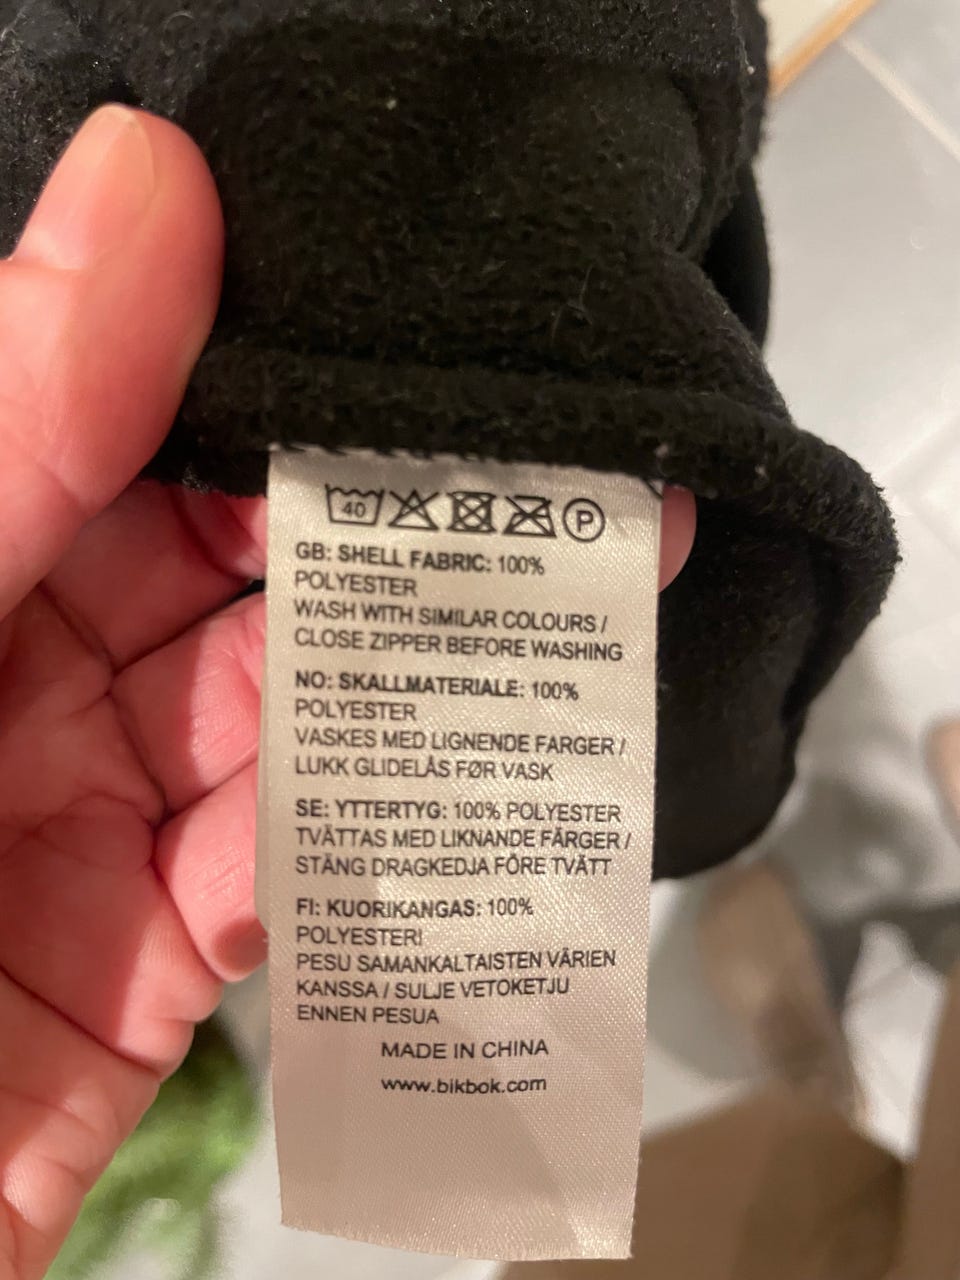 40 P
GB: SHELL FABRIC: 100%
POLYESTER
WASH WITH SIMILAR COLOURS /
CLOSE ZIPPER BEFORE WASHING
NO: SKALLMATERIALE: 100%
POLYESTER
VASKES MED LIGNENDE FARGER /
LUKK GLIDELÅS FØR VASK
SE: YTTERTYG: 100% POLYESTER
TVÄTTAS MED LIKNANDE FÄRGER /
STÄNG DRAGKEDJA FÖRE TVÄTT
FI: KUORIKANGAS: 100%
POLYESTERI
PESU SAMANKALTAISTEN VÄRIEN
KANSSA / SULJE VETOKETJU
ENNEN PESUA
MADE IN CHINA
www.bikbok.com